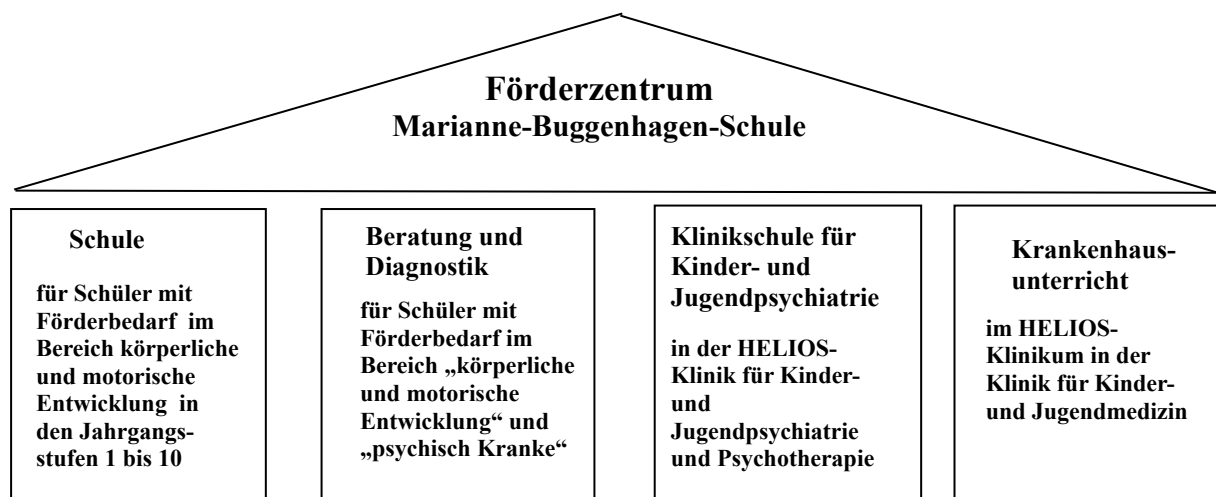 Förderzentrum
Marianne-Buggenhagen-Schule
Schule
für Schüler mit
Förderbedarf im
Bereich körperliche
und motorische
Entwicklung in
den Jahrgangs-
stufen 1 bis 10
Beratung und
Diagnostik
für Schüler mit
Förderbedarf im
Bereich „körperliche
und motorische
Entwicklung“ und
„psychisch Kranke“
Klinikschule für
Kinder- und
Jugendpsychiatrie
in der HELIOS-
Klinik für Kinder-
und
Jugendpsychiatrie
und Psychotherapie
Krankenhaus-
unterricht
im HELIOS-
Klinikum in der
Klinik für Kinder-
und Jugendmedizin